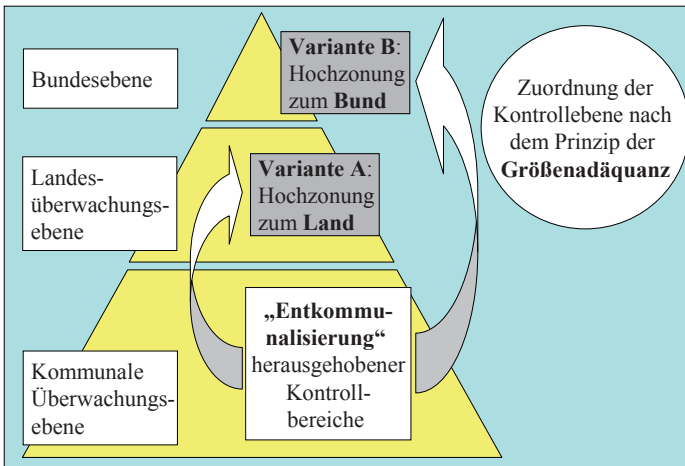 Bundesebene
Variante B:
Hochzonung
zum Bund
Zuordnung der
Kontrollebene nach
dem Prinzip der
Größenadäquanz
Landes-
überwachungs-
ebene
Variante A:
Hochzonung
zum Land
Kommunale
Überwachungs-
ebene
„Entkommu-
nalisierung“
herausgehobener
Kontroll-
bereiche